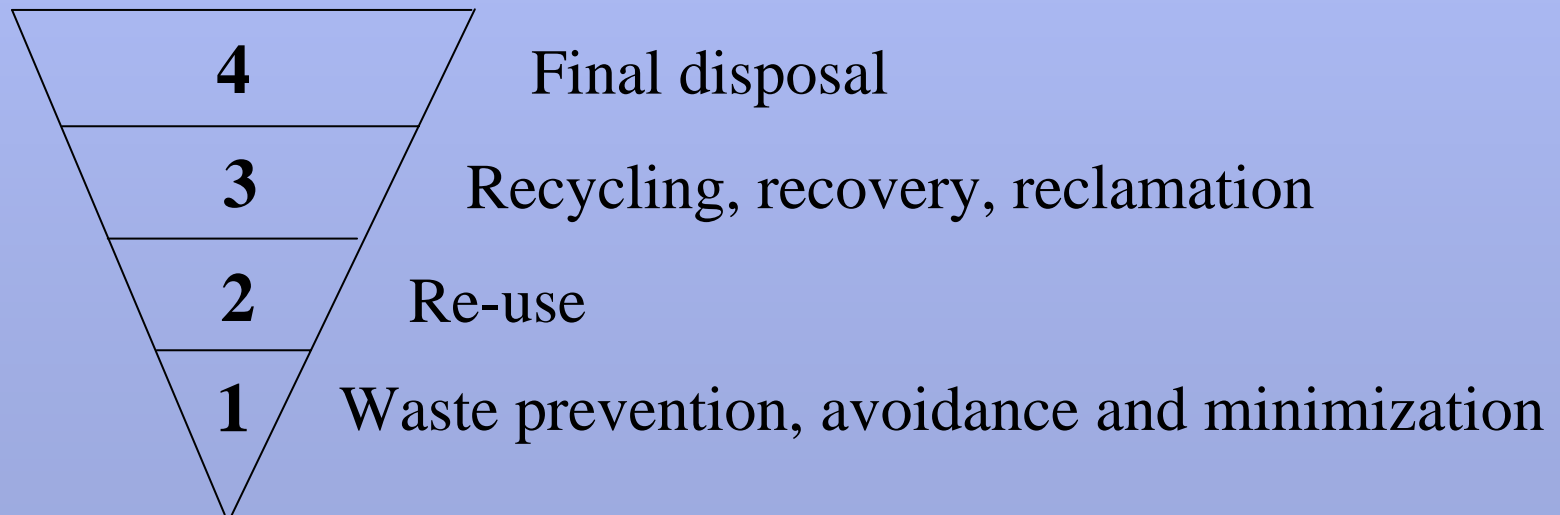 4 Final disposal
3 Recycling, recovery, reclamation
2 Re-use
1 Waste prevention, avoidance and minimization